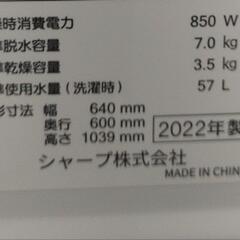 時消費電力 850 W
脱水容量 7.0 kg
乾燥容量 3.5 kg
使用水量(洗濯時) 57 L
形寸法 幅 640 mm
奥行 600 mm
高さ 1039 mm
2022年製
シャープ株式会社
MADE IN CHINA